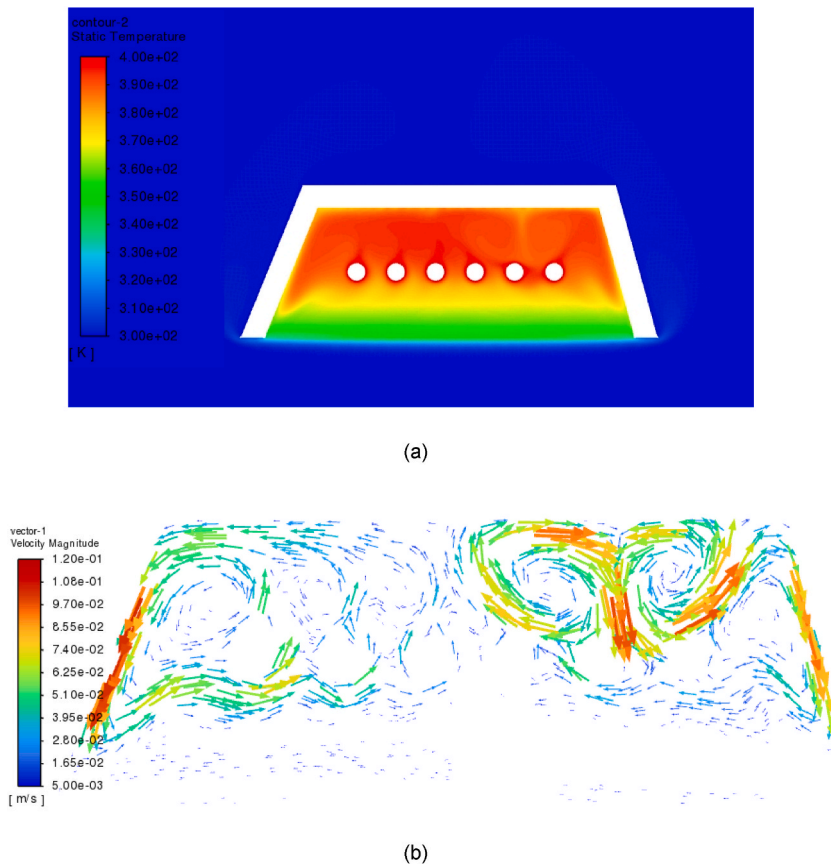 contour-2
Static Temperature
4.00e+02
3.90e+02
3.80e+02
3.70e+02
3.60e+02
3.50e+02
3.40e+02
3.30e+02
3.20e+02
3.10e+02
3.00e+02
[ K ]
(a)
vector-1
Velocity Magnitude
1.20e-01
1.08e-01
9.70e-02
8.55e-02
7.40e-02
6.25e-02
5.10e-02
3.95e-02
2.80e-02
1.65e-02
5.00e-03
[ m/s ]
(b)